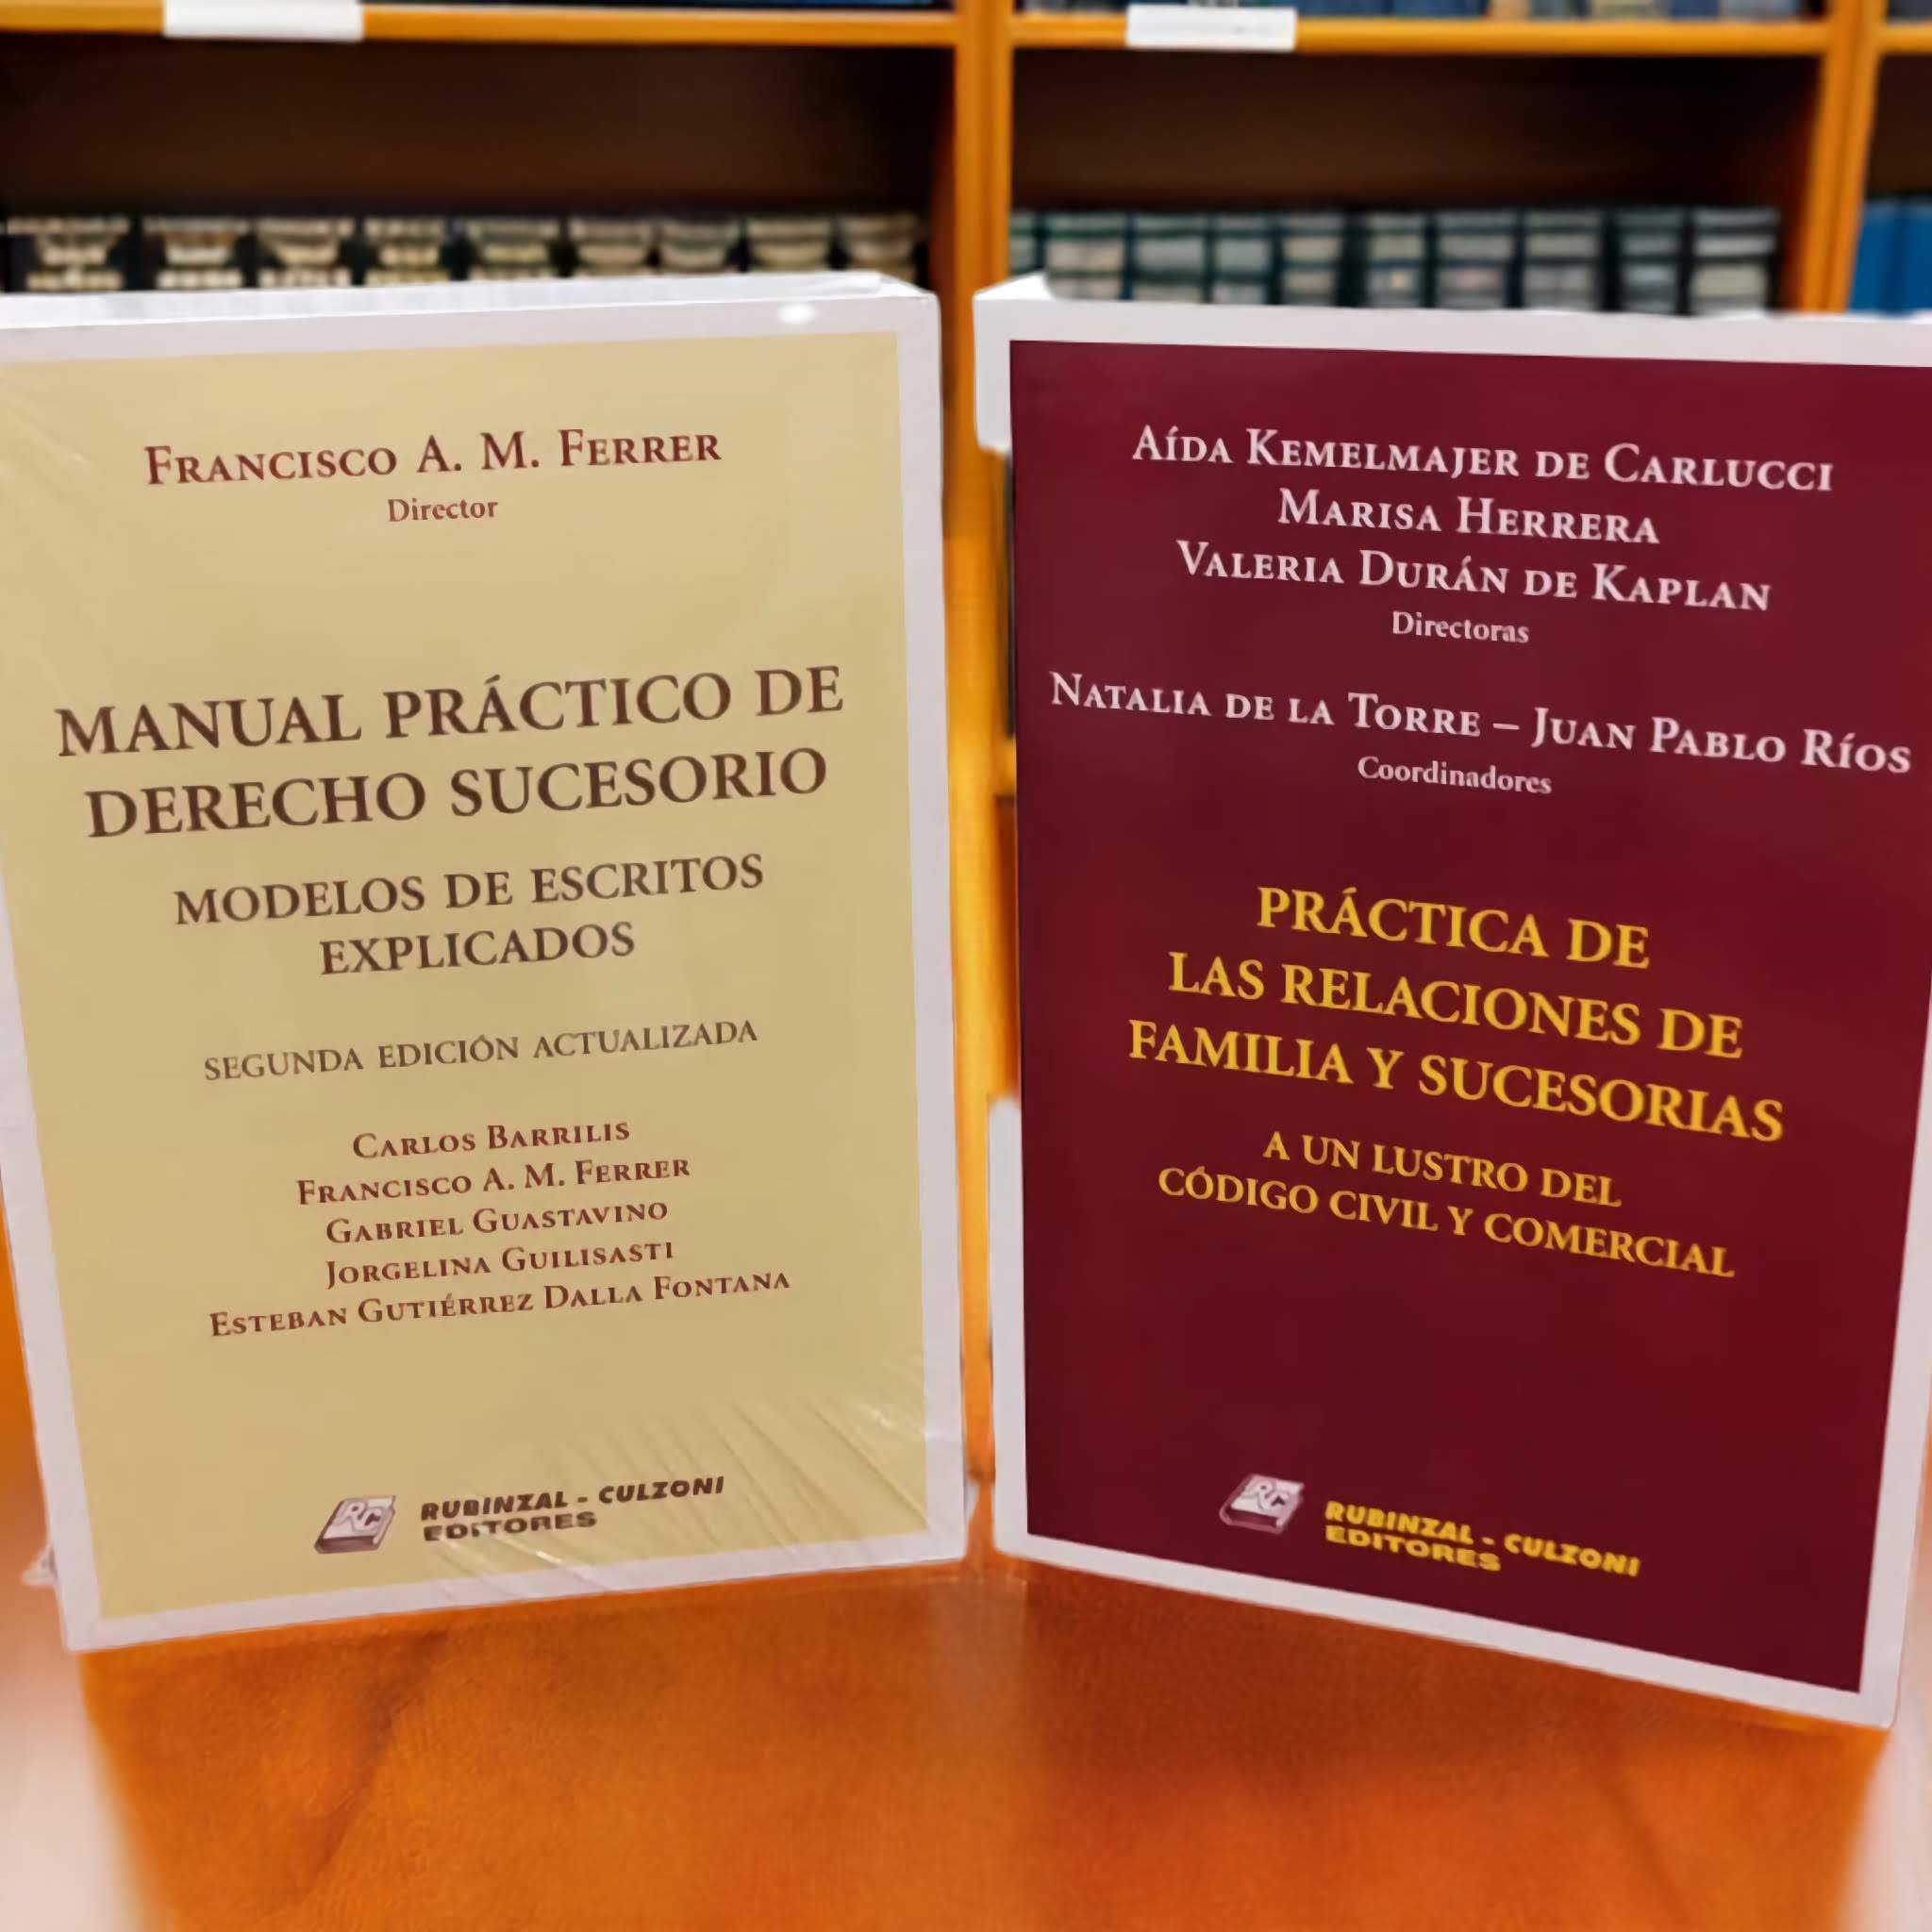 FRANCISCO A. M. FERRER
Director
MANUAL PRÁCTICO DE
DERECHO SUCESORIO
MODELOS DE ESCRITOS
EXPLICADOS
SEGUNDA EDICIÓN ACTUALIZADA
CARLOS BARRILIS
FRANCISCO A. M. FERRER
GABRIEL GUASTAVINO
JORGELINA GUILISASTI
ESTEBAN GUTIÉRREZ DALLA FONTANA
RC
RUBINZAL - CULZONI
EDITORES
AÍDA KEMELMAJER DE CARLUCCI
MARISA HERRERA
VALERIA DURÁN DE KAPLAN
Directoras
NATALIA DE LA TORRE – JUAN PABLO RÍOS
Coordinadores
PRÁCTICA DE
LAS RELACIONES DE
FAMILIA Y SUCESORIAS
A UN LUSTRO DEL
CÓDIGO CIVIL Y COMERCIAL
RC
RUBINZAL - CULZONI
EDITORES